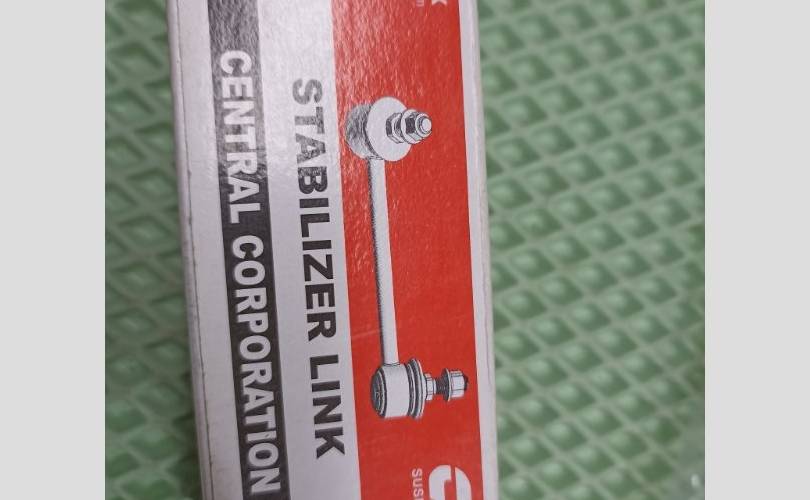 STABILIZER LINK
CENTRAL CORPORATION